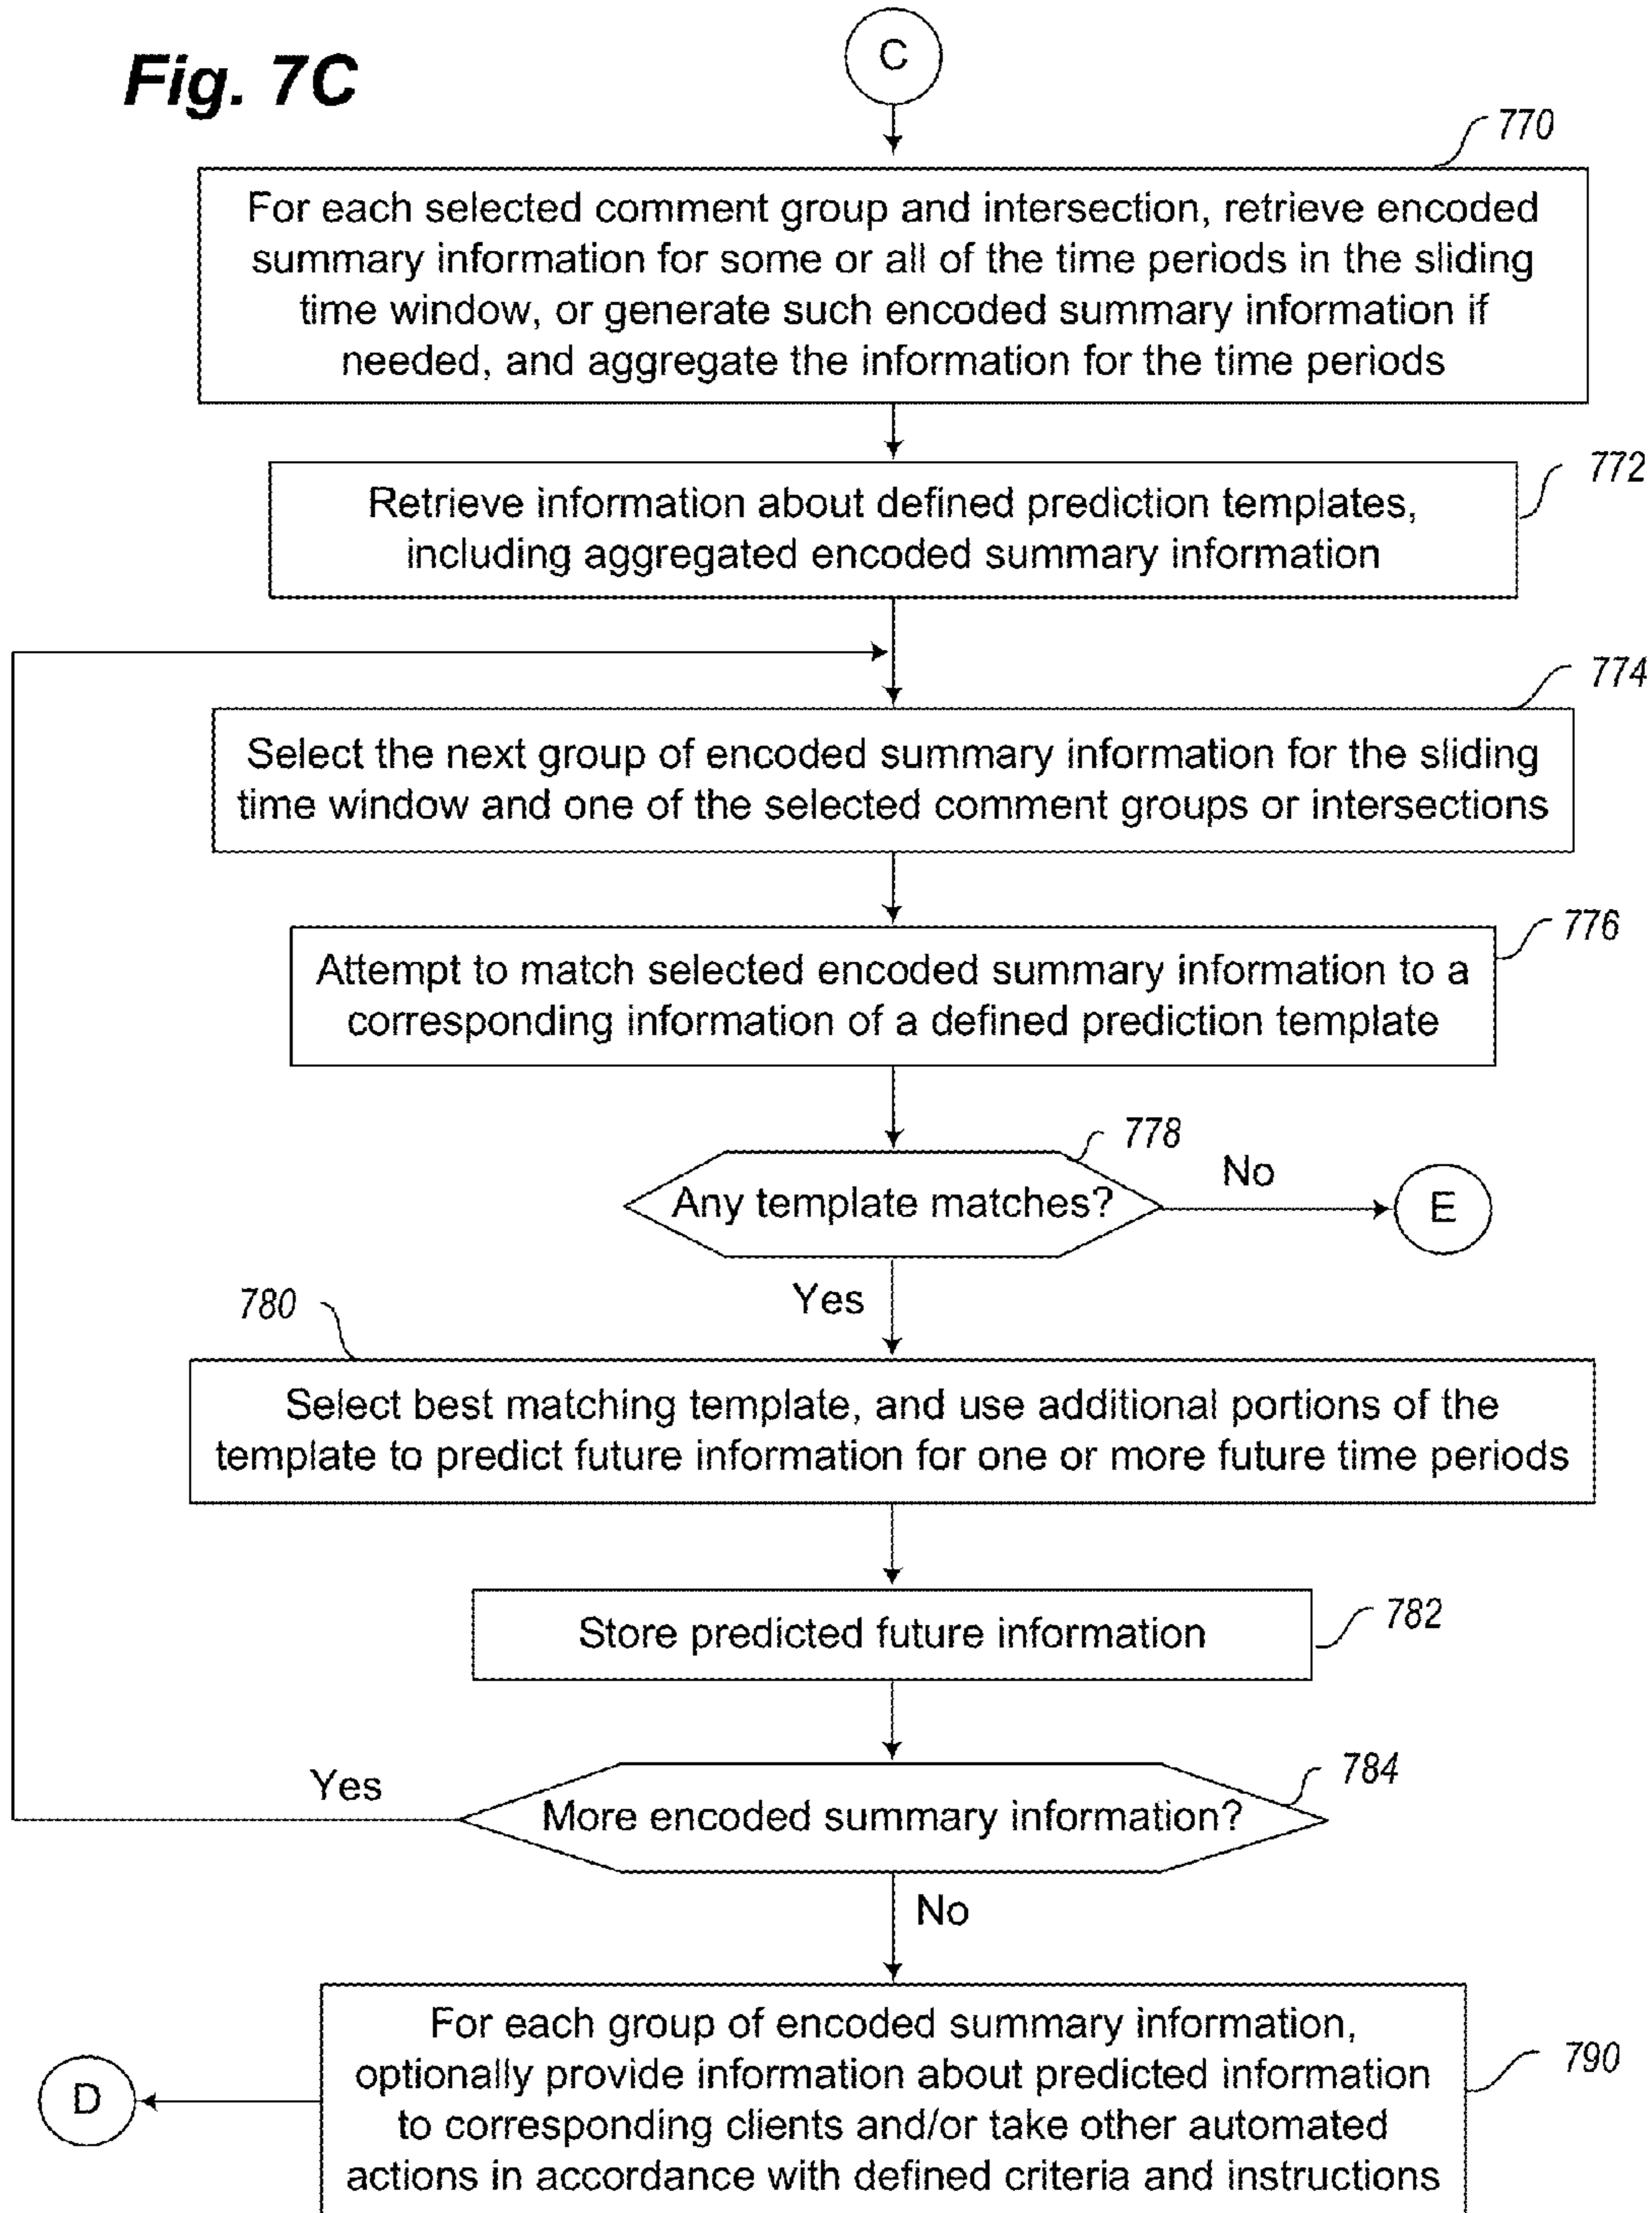 Fig. 7C
C
770
For each selected comment group and intersection, retrieve encoded
summary information for some or all of the time periods in the sliding
time window, or generate such encoded summary information if
needed, and aggregate the information for the time periods
772
Retrieve information about defined prediction templates,
including aggregated encoded summary information
774
Select the next group of encoded summary information for the sliding
time window and one of the selected comment groups or intersections
776
Attempt to match selected encoded summary information to a
corresponding information of a defined prediction template
778
Any template matches?
No
E
Yes
780
Select best matching template, and use additional portions of the
template to predict future information for one or more future time periods
782
Store predicted future information
784
Yes
More encoded summary information?
No
790
For each group of encoded summary information,
optionally provide information about predicted information
to corresponding clients and/or take other automated
actions in accordance with defined criteria and instructions
D